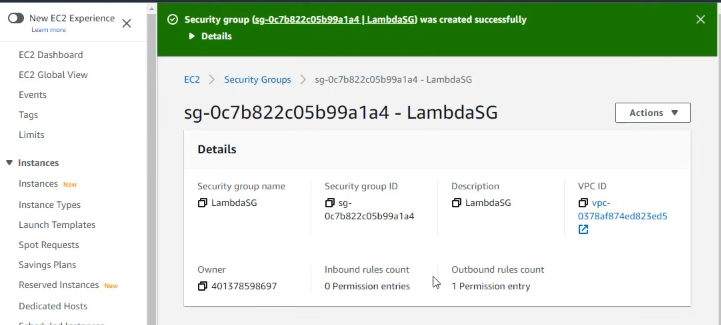 New EC2 Experience
Learn more
EC2 Dashboard
EC2 Global View
Events
Tags
Limits
Instances
Instances New
Instance Types
Launch Templates
Spot Requests
Savings Plans
Reserved Instances New
Dedicated Hosts
Scheduled Instances
Security group (sg-0c7b822c05b99a1a4 | LambdaSG) was created successfully
Details
EC2 > Security Groups > sg-0c7b822c05b99a1a4 - LambdaSG
sg-0c7b822c05b99a1a4 - LambdaSG
Actions
Details
Security group name
LambdaSG
Security group ID
sg-
0c7b822c05b99a1a4
Description
LambdaSG
VPC ID
vpc-
0378af874ed823ed5
Owner
401378598697
Inbound rules count
0 Permission entries
Outbound rules count
1 Permission entry